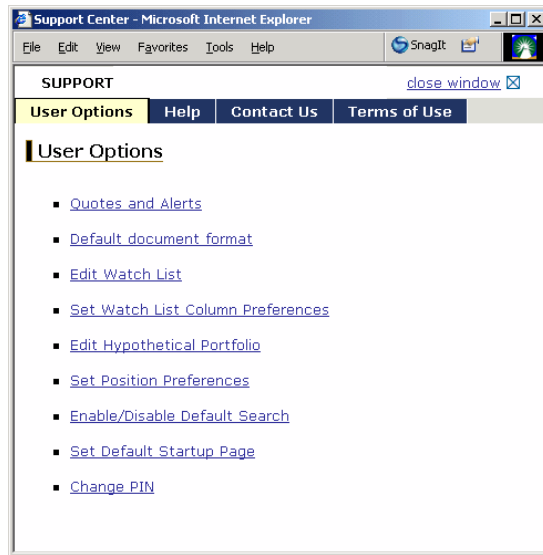 Support Center - Microsoft Internet Explorer
File Edit View Favorites Tools Help SnagIt
SUPPORT close window
User Options Help Contact Us Terms of Use
User Options
Quotes and Alerts
Default document format
Edit Watch List
Set Watch List Column Preferences
Edit Hypothetical Portfolio
Set Position Preferences
Enable/Disable Default Search
Set Default Startup Page
Change PIN